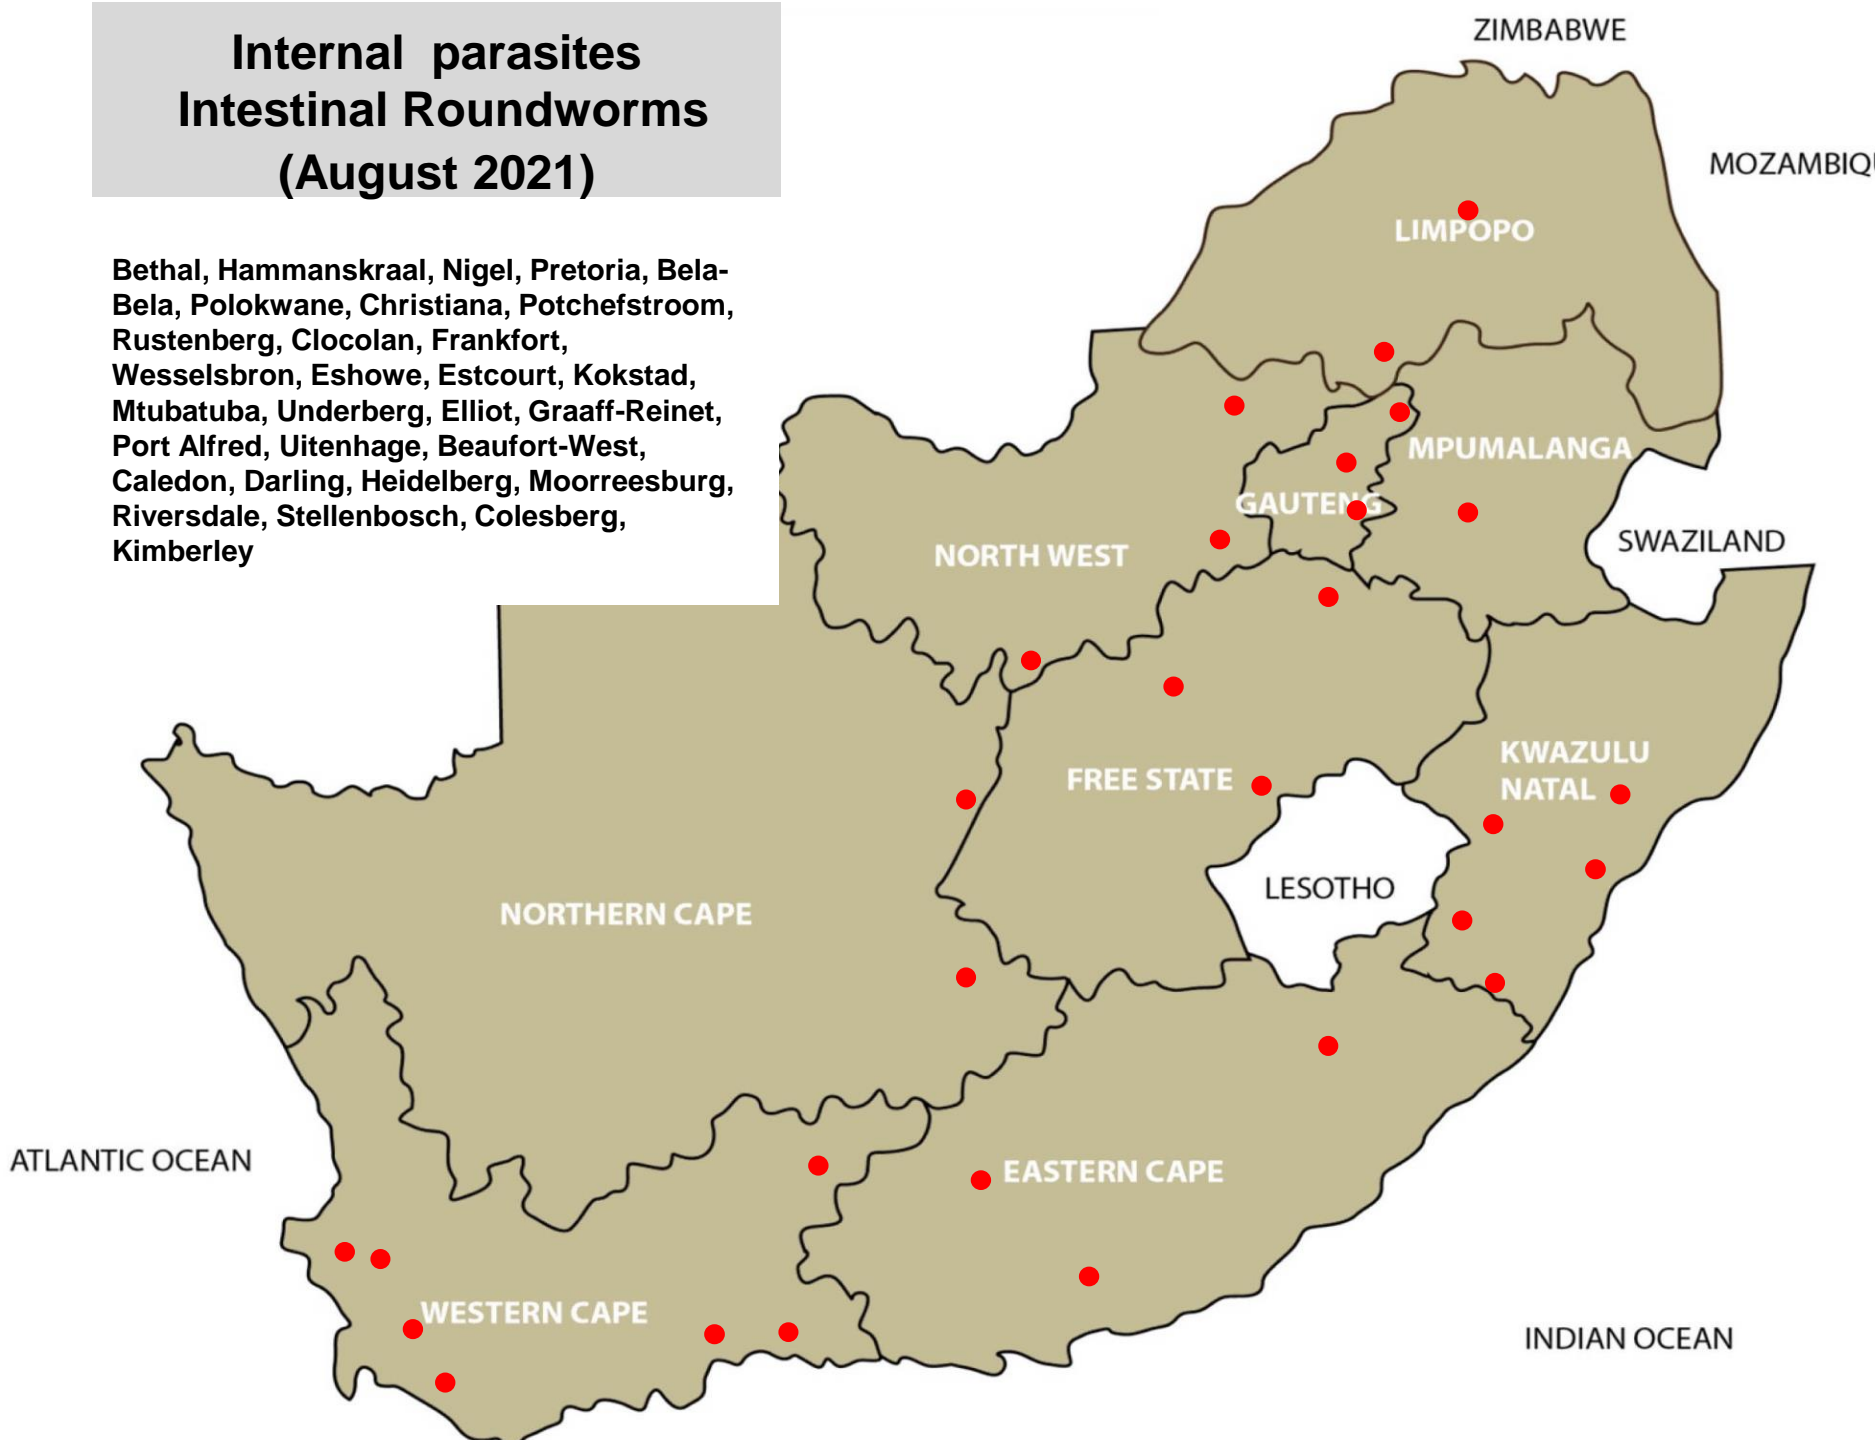 Internal parasites
Intestinal Roundworms
(August 2021)
Bethal, Hammanskraal, Nigel, Pretoria, Bela-
Bela, Polokwane, Christiana, Potchefstroom,
Rustenberg, Clocolan, Frankfort,
Wesselsbron, Eshowe, Estcourt, Kokstad,
Mtubatuba, Underberg, Elliot, Graaff-Reinet,
Port Alfred, Uitenhage, Beaufort-West,
Caledon, Darling, Heidelberg, Moorreesburg,
Riversdale, Stellenbosch, Colesberg,
Kimberley
ZIMBABWE
MOZAMBIQU
LIMPOPO
MPUMALANGA
GAUTENG
SWAZILAND
NORTH WEST
KWAZULU
NATAL
FREE STATE
LESOTHO
NORTHERN CAPE
ATLANTIC OCEAN
EASTERN CAPE
WESTERN CAPE
INDIAN OCEAN